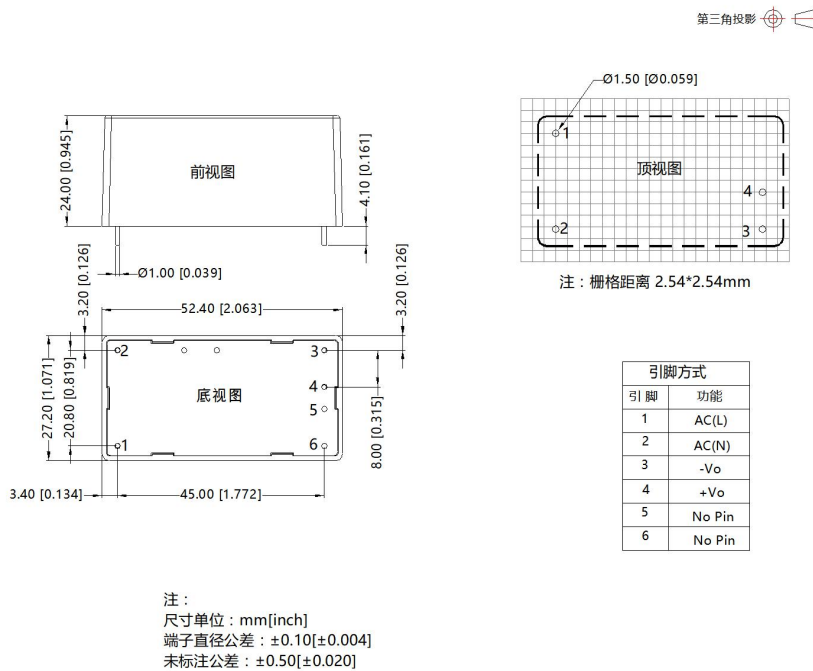 第三角投影
Ø1.50 [Ø0.059]
24.00 [0.945]
前视图
4.10 [0.161]
1
顶视图
4
2
3
Ø1.00 [0.039]
注：栅格距离 2.54*2.54mm
3.20 [0.126]
52.40 [2.063]
3.20 [0.126]
2
3
4
5
底视图
27.20 [1.071]
20.80 [0.819]
8.00 [0.315]
1
6
3.40 [0.134]
45.00 [1.772]
引脚方式
引 脚 功能
1 AC(L)
2 AC(N)
3 -Vo
4 +Vo
5 No Pin
6 No Pin
注：
尺寸单位：mm[inch]
端子直径公差：±0.10[±0.004]
未标注公差：±0.50[±0.020]